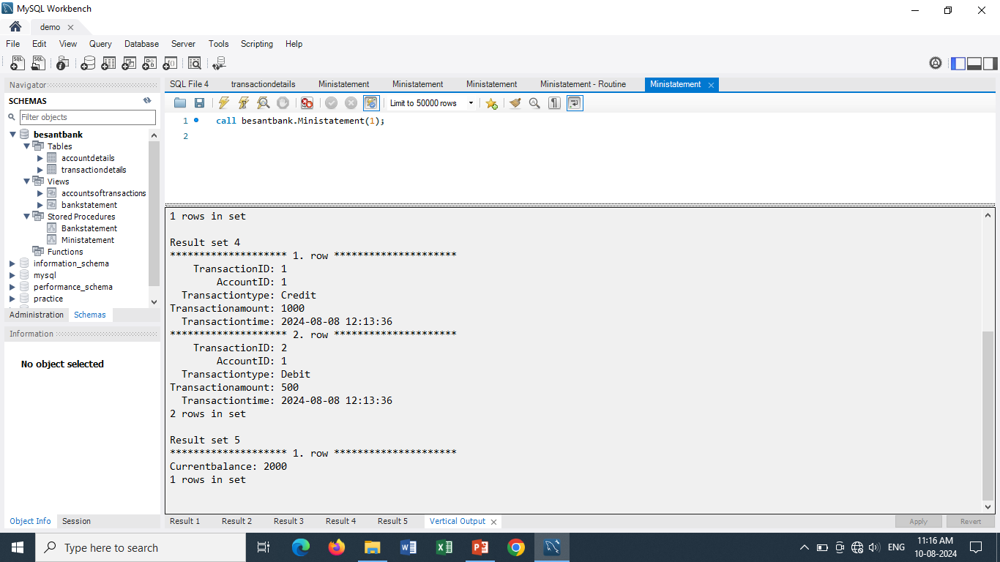 MySQL Workbench
demo
File Edit View Query Database Server Tools Scripting Help
Navigator
SCHEMAS
Filter objects
besantbank
Tables
accountdetails
transactiondetails
Views
accountsoftransactions
bankstatement
Stored Procedures
Bankstatement
Ministatement
Functions
information_schema
mysql
performance_schema
practice
Administration Schemas
Information
No object selected
Object Info Session
SQL File 4 transactiondetails Ministatement Ministatement Ministatement Ministatement - Routine Ministatement
Limit to 50000 rows
1 call besantbank.Ministatement(1);
2
1 rows in set
Result set 4
******************** 1. row *********************
TransactionID: 1
AccountID: 1
Transactiontype: Credit
Transactionamount: 1000
Transactiontime: 2024-08-08 12:13:36
******************** 2. row *********************
TransactionID: 2
AccountID: 1
Transactiontype: Debit
Transactionamount: 500
Transactiontime: 2024-08-08 12:13:36
2 rows in set
Result set 5
******************** 1. row *********************
Currentbalance: 2000
1 rows in set
Result 1 Result 2 Result 3 Result 4 Result 5 Vertical Output Apply Revert
Type here to search
ENG
11:16 AM
10-08-2024